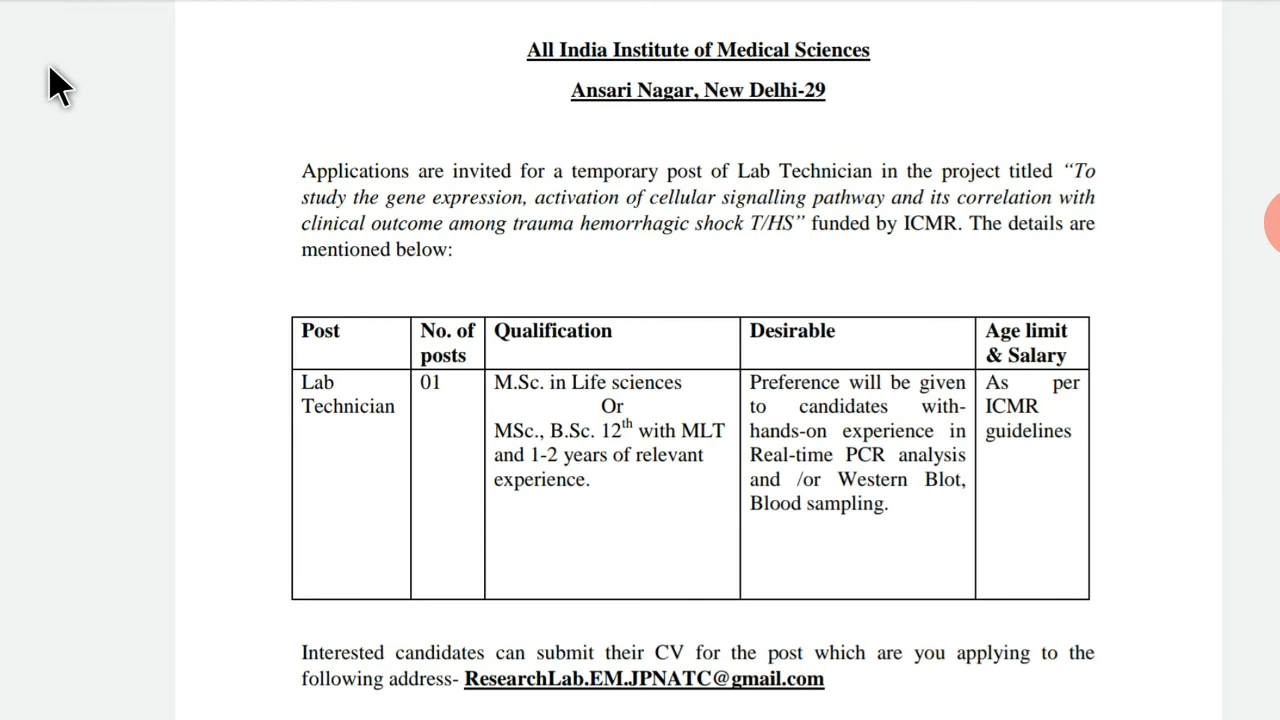 All India Institute of Medical Sciences
Ansari Nagar, New Delhi-29
Applications are invited for a temporary post of Lab Technician in the project titled “To
study the gene expression, activation of cellular signalling pathway and its correlation with
clinical outcome among trauma hemorrhagic shock T/HS” funded by ICMR. The details are
mentioned below:
Post
No. of
posts
Qualification
Desirable
Age limit
& Salary
Lab
Technician
01
M.Sc. in Life sciences
Or
MSc., B.Sc. 12th with MLT
and 1-2 years of relevant
experience.
Preference will be given
to candidates with-
hands-on experience in
Real-time PCR analysis
and /or Western Blot,
Blood sampling.
As per
ICMR
guidelines
Interested candidates can submit their CV for the post which are you applying to the
following address- ResearchLab.EM.JPNATC@gmail.com